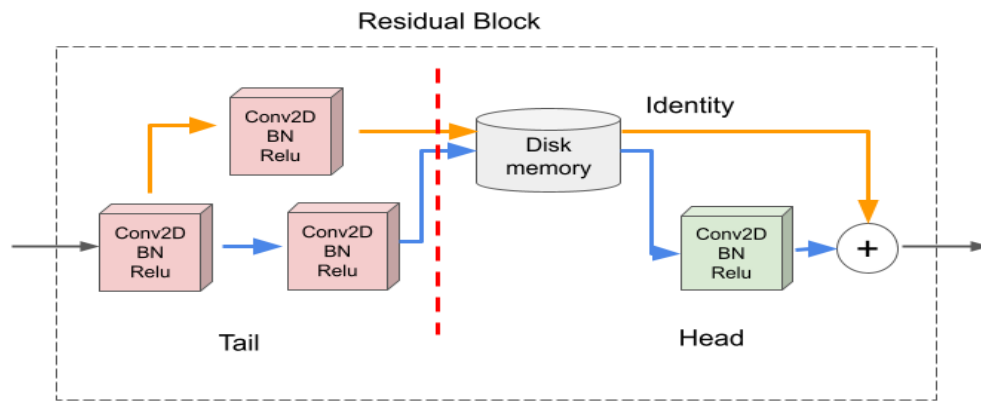 Residual Block
Conv2D
BN
Relu
Identity
Disk
memory
Conv2D
BN
Relu
Conv2D
BN
Relu
Conv2D
BN
Relu
+
Tail
Head